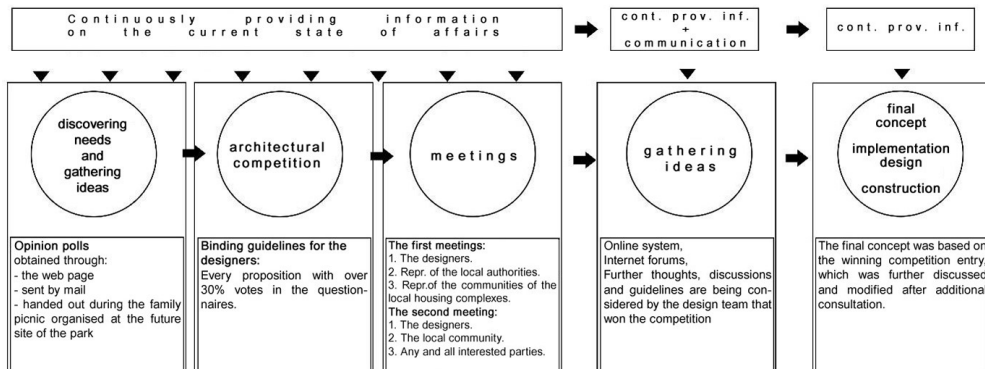 Continuously providing information
on the current state of affairs
cont. prov. inf.
+
communication
cont. prov. inf.
discovering
needs
and
gathering
ideas
architectural
competition
meetings
gathering
ideas
final
concept
implementation
design
construction
Opinion polls
obtained through:
- the web page
- sent by mail
- handed out during the family
picnic organised at the future
site of the park
Binding guidelines for the
designers:
Every proposition with over
30% votes in the question-
naires.
The first meetings:
1. The designers.
2. Repr. of the local authorities.
3. Repr.of the communities of the
local housing complexes.
The second meeting:
1. The designers.
2. The local community.
3. Any and all interested parties.
Online system,
Internet forums,
Further thoughts, discussions
and guidelines are being con-
sidered by the design team that
won the competition
The final concept was based on
the winning competition entry,
which was further discussed
and modified after additional
consultation.